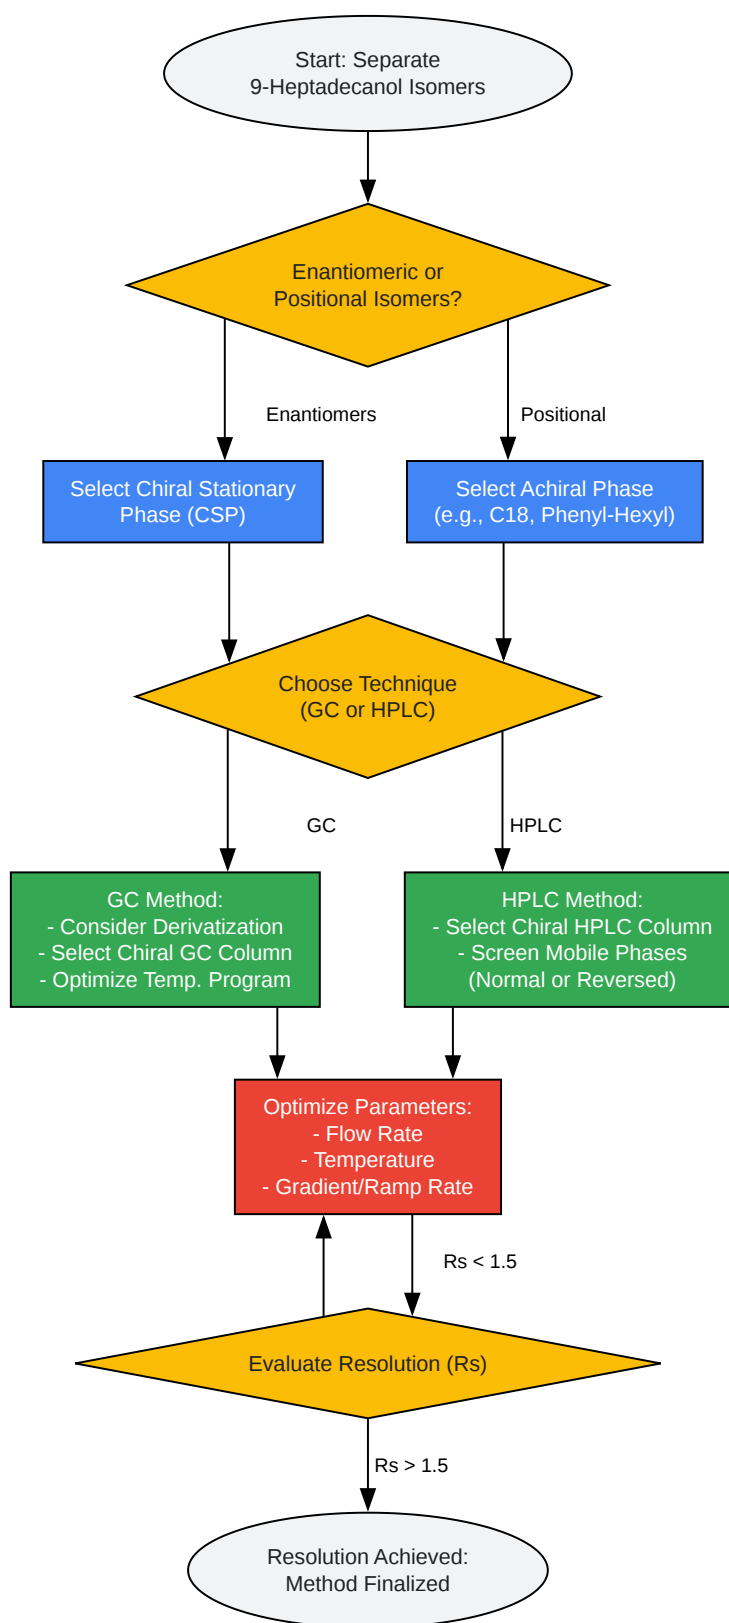 Start: Separate
9-Heptadecanol Isomers
Enantiomeric or
Positional Isomers?
Enantiomers
Positional
Select Chiral Stationary
Phase (CSP)
Select Achiral Phase
(e.g., C18, Phenyl-Hexyl)
Choose Technique
(GC or HPLC)
GC
HPLC
GC Method:
- Consider Derivatization
- Select Chiral GC Column
- Optimize Temp. Program
HPLC Method:
- Select Chiral HPLC Column
- Screen Mobile Phases
(Normal or Reversed)
Optimize Parameters:
- Flow Rate
- Temperature
- Gradient/Ramp Rate
Rs < 1.5
Evaluate Resolution (Rs)
Rs > 1.5
Resolution Achieved:
Method Finalized